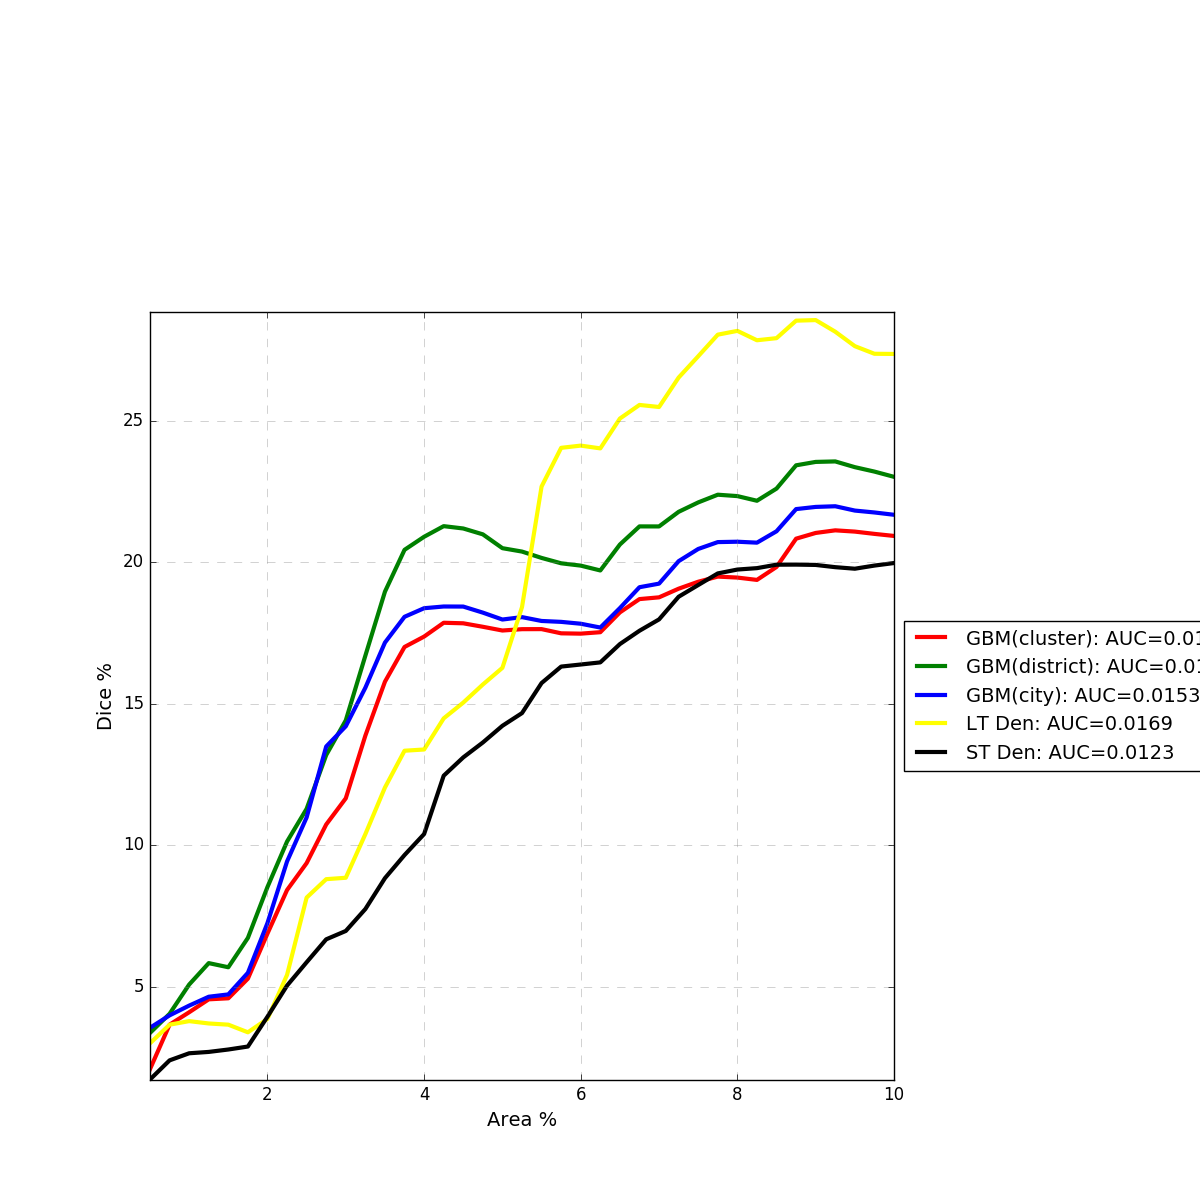 25
20
15
10
5
Dice %
2 4 6 8 10
Area %
GBM(cluster): AUC=0.01
GBM(district): AUC=0.01
GBM(city): AUC=0.0153
LT Den: AUC=0.0169
ST Den: AUC=0.0123